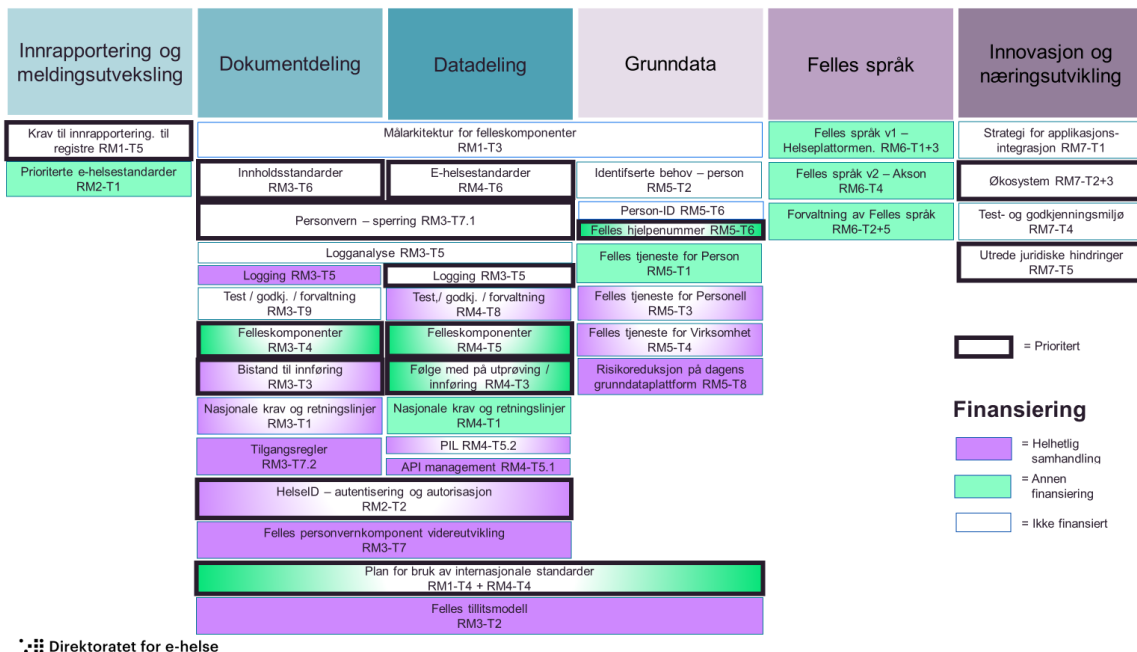 Innrapportering og
meldingsutveksling
Dokumentdeling
Datadeling
Grunndata
Felles språk
Innovasjon og
næringsutvikling
Krav til innrapportering. til
registre RM1-T5
Prioriterte e-helsestandarder
RM2-T1
Målarkitektur for felleskomponenter
RM1-T3
Innholdsstandarder
RM3-T6
E-helsestandarder
RM4-T6
Personvern – sperring RM3-T7.1
Logganalyse RM3-T5
Logging RM3-T5
Logging RM3-T5
Test / godkj. / forvaltning
RM3-T9
Test,/ godkj. / forvaltning
RM4-T8
Felleskomponenter
RM3-T4
Felleskomponenter
RM4-T5
Bistand til innføring
RM3-T3
Følge med på utprøving /
innføring RM4-T3
Nasjonale krav og retningslinjer
RM3-T1
Nasjonale krav og retningslinjer
RM4-T1
Tilgangsregler
RM3-T7.2
PIL RM4-T5.2
API management RM4-T5.1
HelseID – autentisering og autorisasjon
RM2-T2
Felles personvernkomponent videreutvikling
RM3-T7
Plan for bruk av internasjonale standarder
RM1-T4 + RM4-T4
Felles tillitsmodell
RM3-T2
Identifserte behov – person
RM5-T2
Person-ID RM5-T6
Felles hjelpenummer RM5-T6
Felles tjeneste for Person
RM5-T1
Felles tjeneste for Personell
RM5-T3
Felles tjeneste for Virksomhet
RM5-T4
Risikoreduksjon på dagens
grunndataplattform RM5-T8
Felles språk v1 –
Helseplattormen. RM6-T1+3
Felles språk v2 – Akson
RM6-T4
Forvaltning av Felles språk
RM6-T2+5
Strategi for applikasjons-
integrasjon RM7-T1
Økosystem RM7-T2+3
Test- og godkjenningsmiljø
RM7-T4
Utrede juridiske hindringer
RM7-T5
= Prioritert
Finansiering
= Helhetlig
samhandling
= Annen
finansiering
= Ikke finansiert
Direktoratet for e-helse